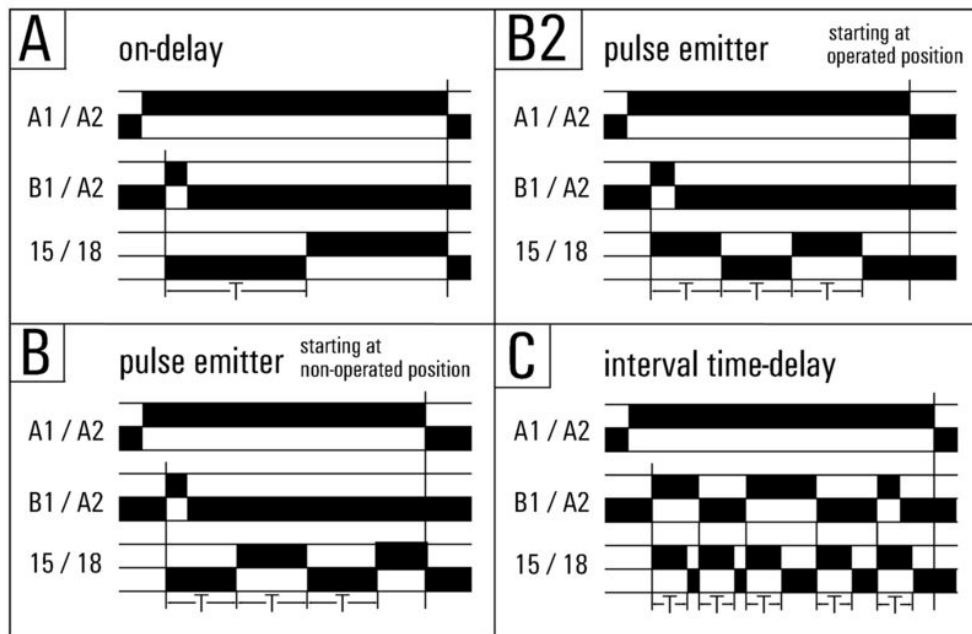 A
on-delay
A1 / A2
B1 / A2
15 / 18
T
B2
pulse emitter
starting at
operated position
A1 / A2
B1 / A2
15 / 18
T T T
B
pulse emitter
starting at
non-operated position
A1 / A2
B1 / A2
15 / 18
T T T
C
interval time-delay
A1 / A2
B1 / A2
15 / 18
T T T T T